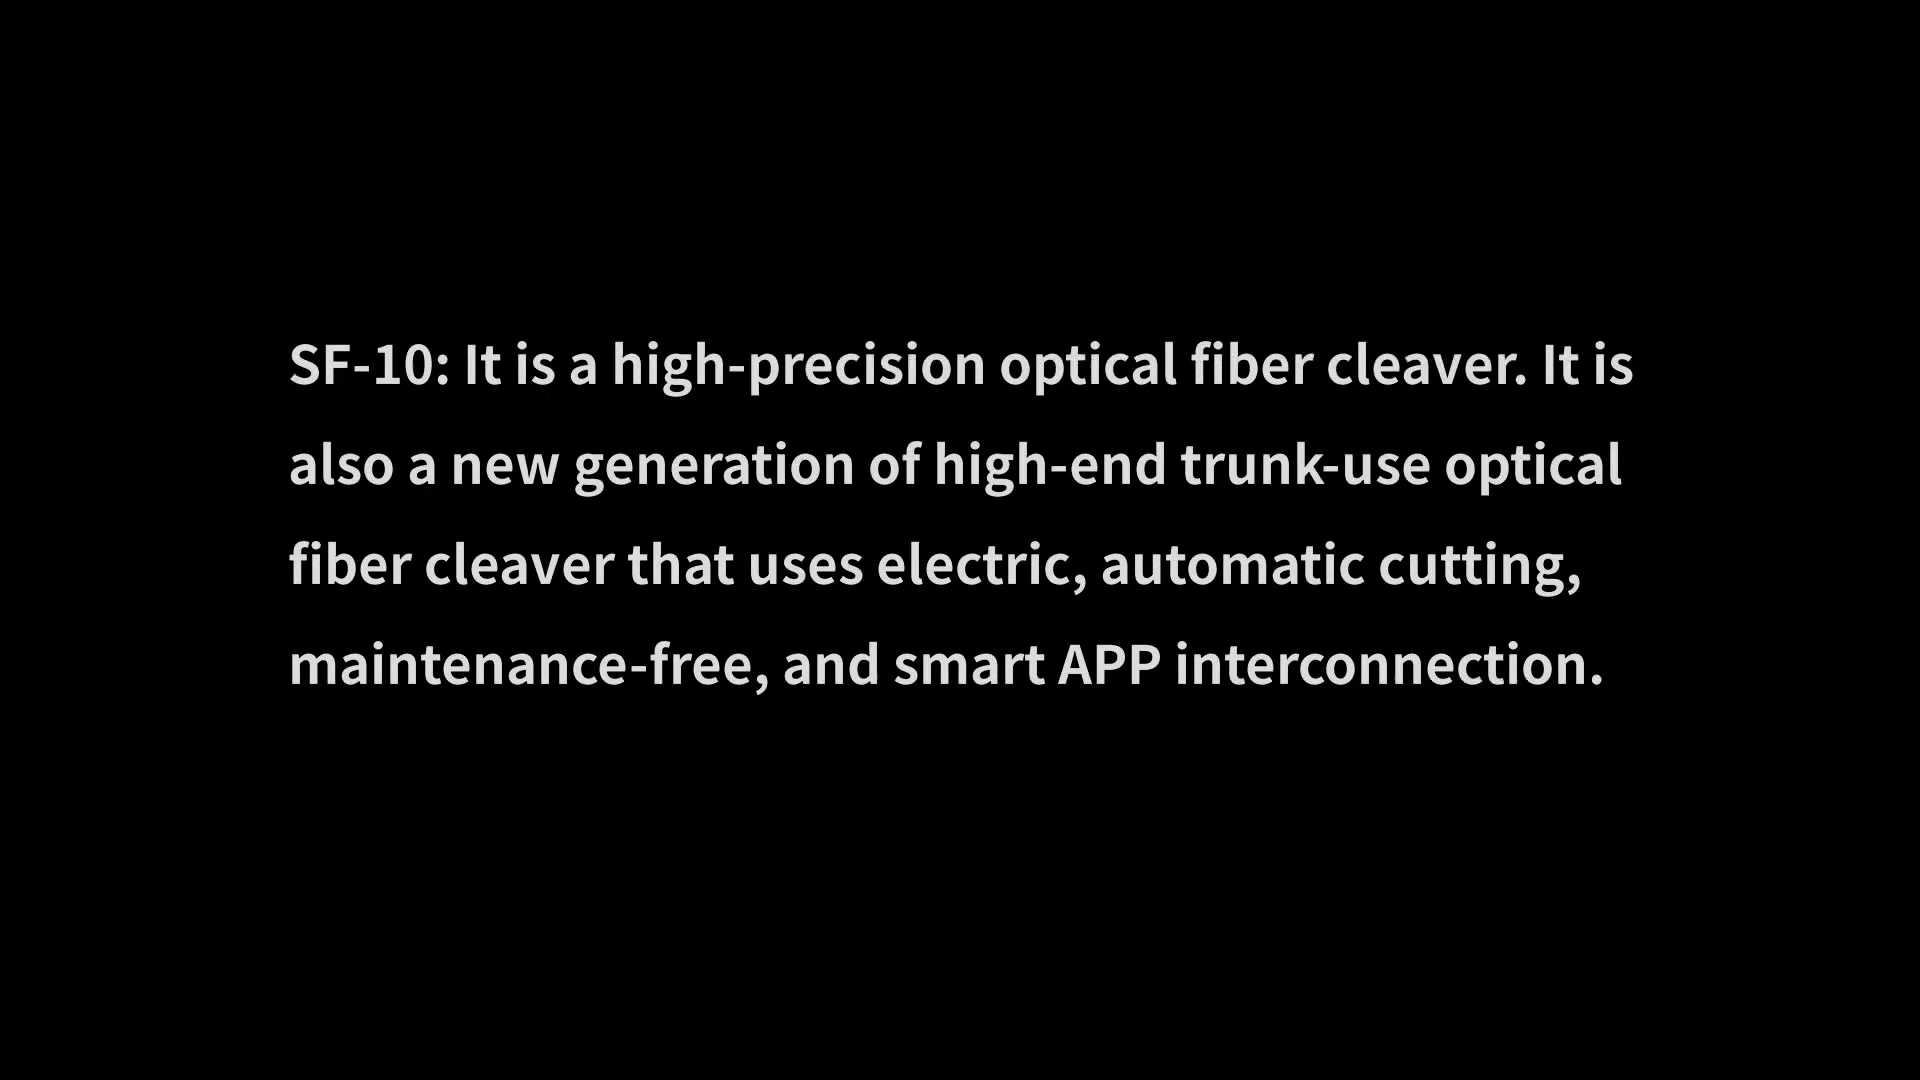 SF-10: It is a high-precision optical fiber cleaver. It is
also a new generation of high-end trunk-use optical
fiber cleaver that uses electric, automatic cutting,
maintenance-free, and smart APP interconnection.